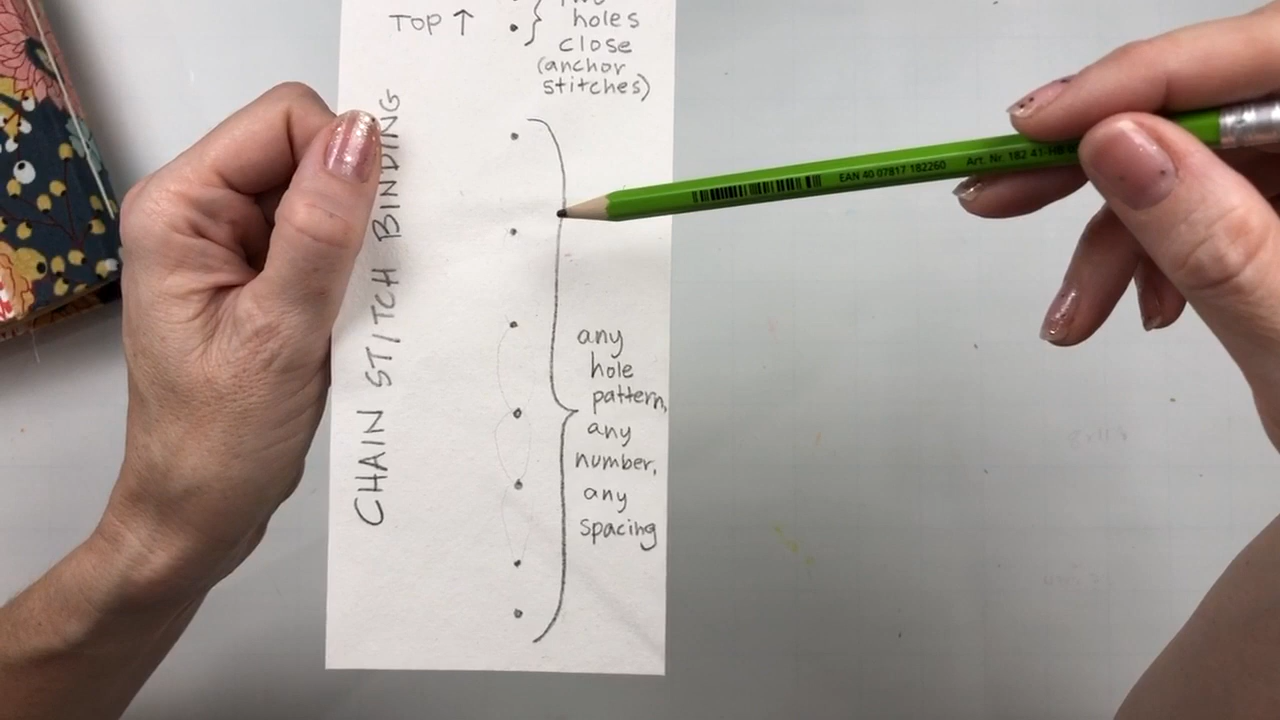 TOP ↑
holes
close
(anchor
stitches)
CHAIN STITCH BINDING
any
hole
pattern,
any
number,
any
spacing
EAN 40 07817 182260 Art. Nr. 182 41-HB